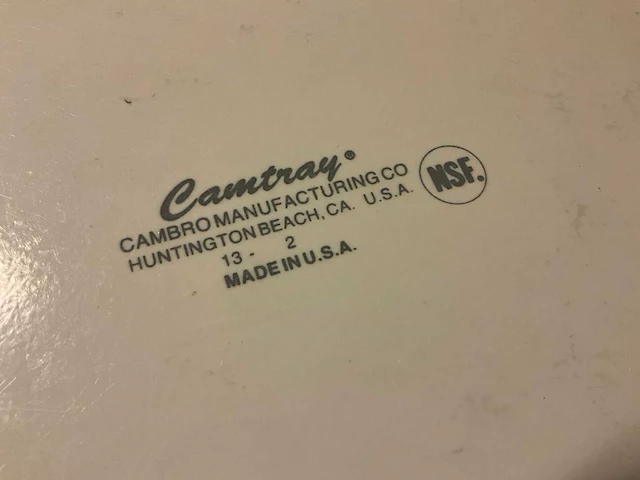 Camtray®
CAMBRO MANUFACTURING CO
HUNTINGTON BEACH, CA. U.S.A.
13 - 2
MADE IN U.S.A.
NSF.